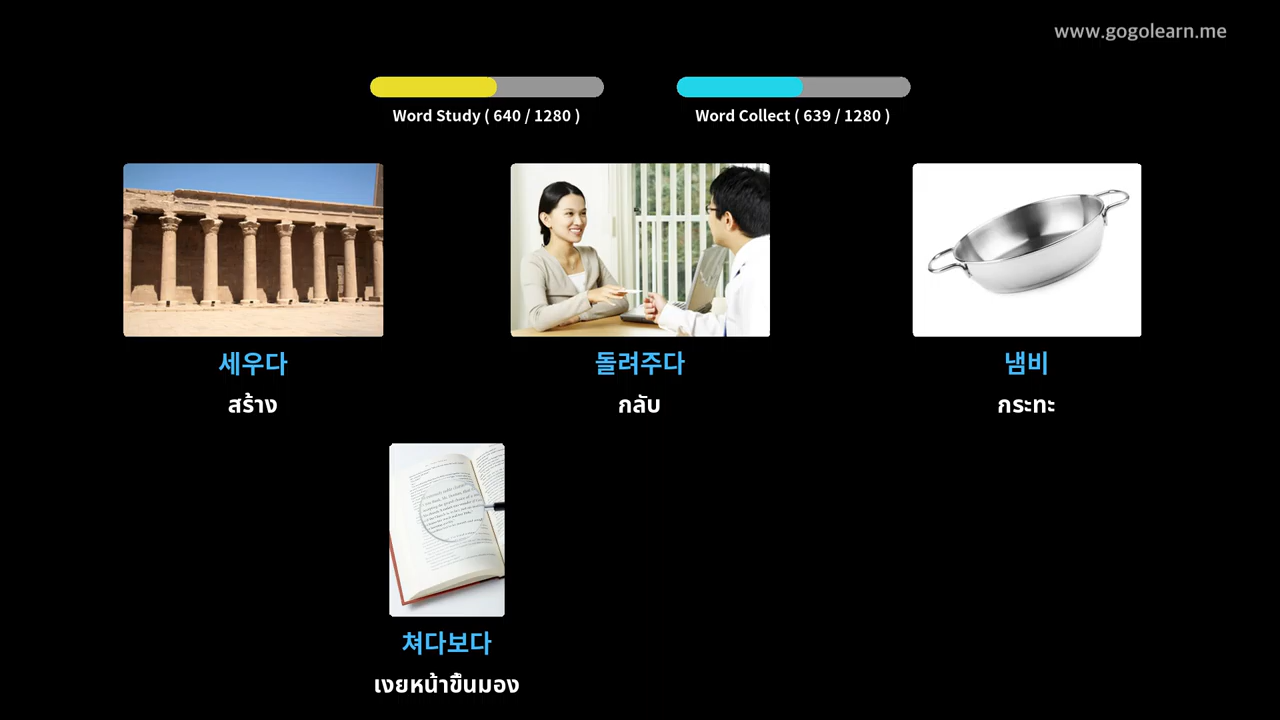 www.gogolearn.me
Word Study ( 640 / 1280 )
Word Collect ( 639 / 1280 )
세우다
돌려주다
냄비
สร้าง
กลับ
กระทะ
쳐다보다
เงยหน้าขึ้นมอง